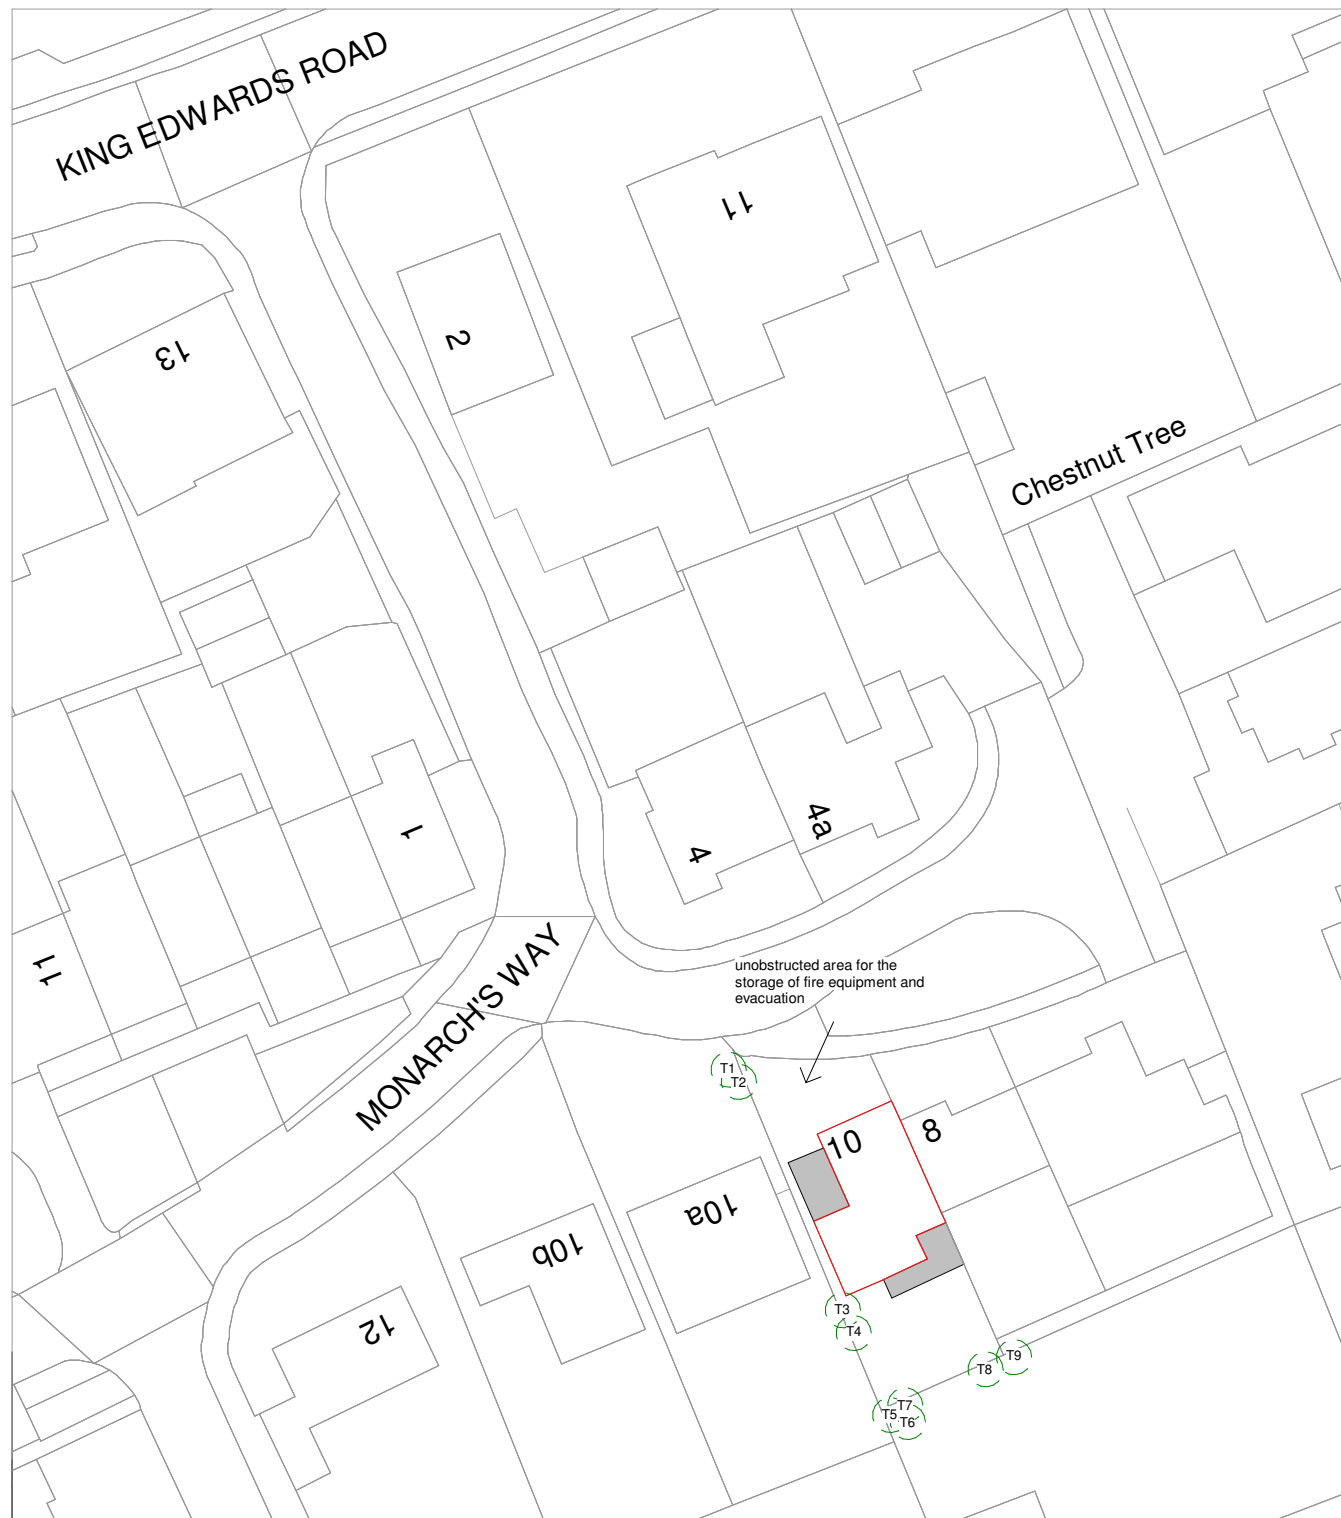 KING EDWARDS ROAD
11
2
13
Chestnut Tree
4a
1
4
MONARCH'S WAY
11
unobstructed area for the
storage of fire equipment and
evacuation
T1
T2
10
8
10a
10b
12
T3
T4
T9
T8
T7
T5
T6